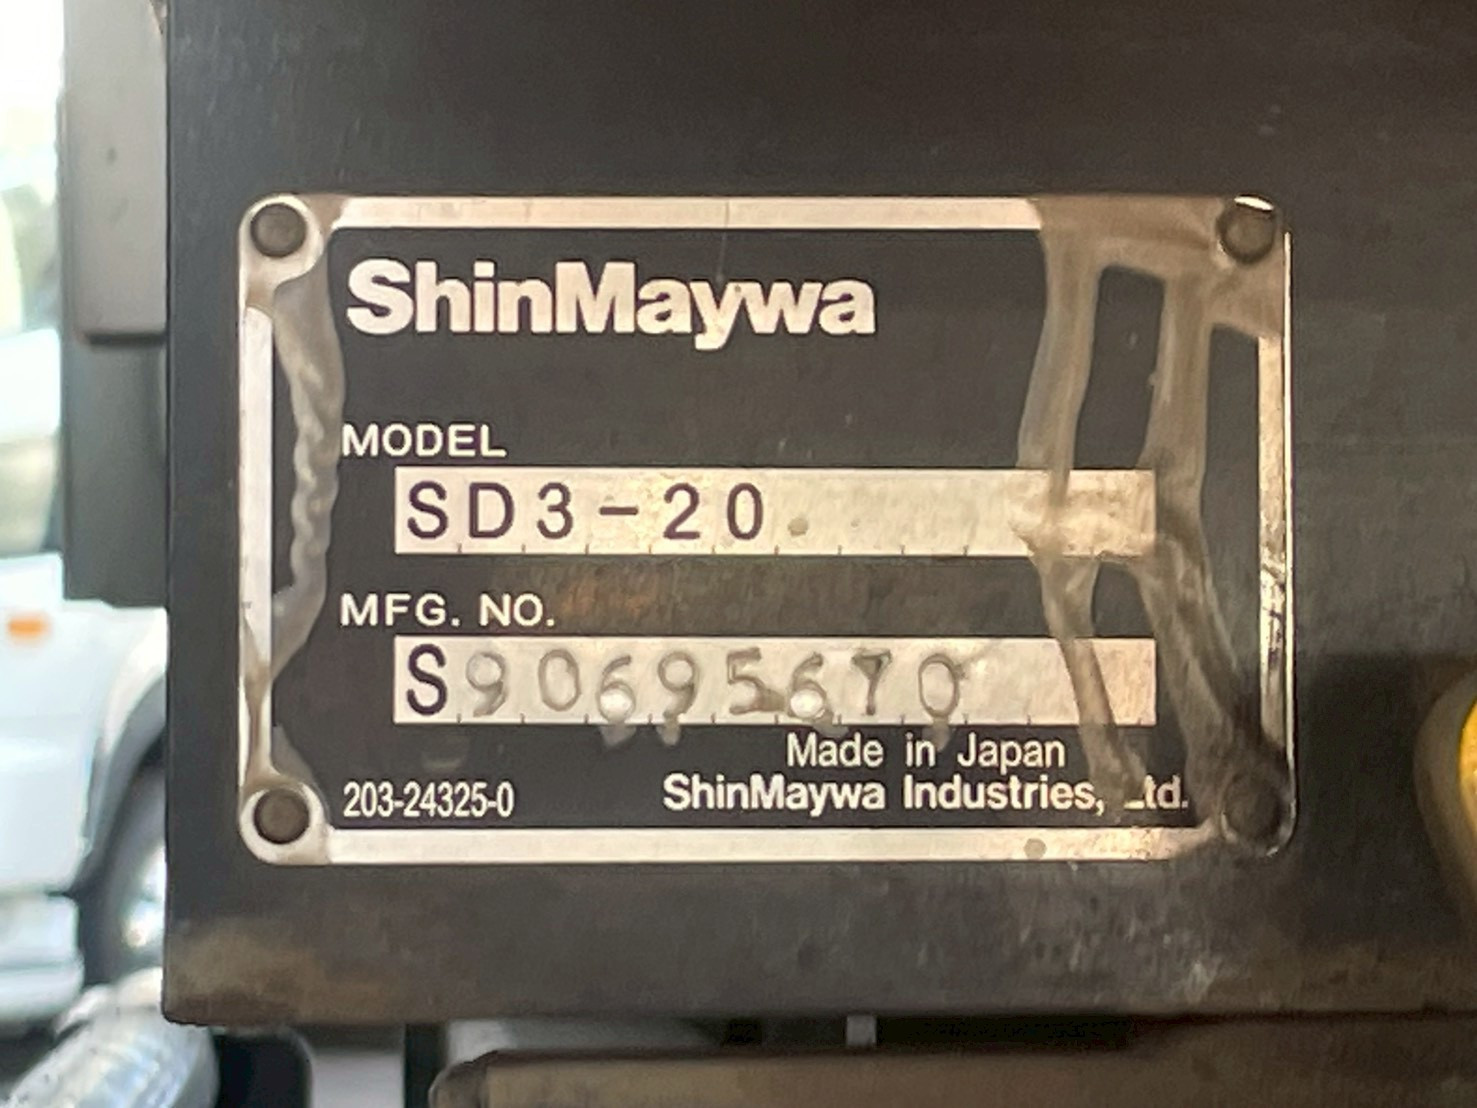 ShinMaywa
MODEL
SD3-20
MFG. NO.
S90695670
Made in Japan
203-24325-0
ShinMaywa Industries, Ltd.